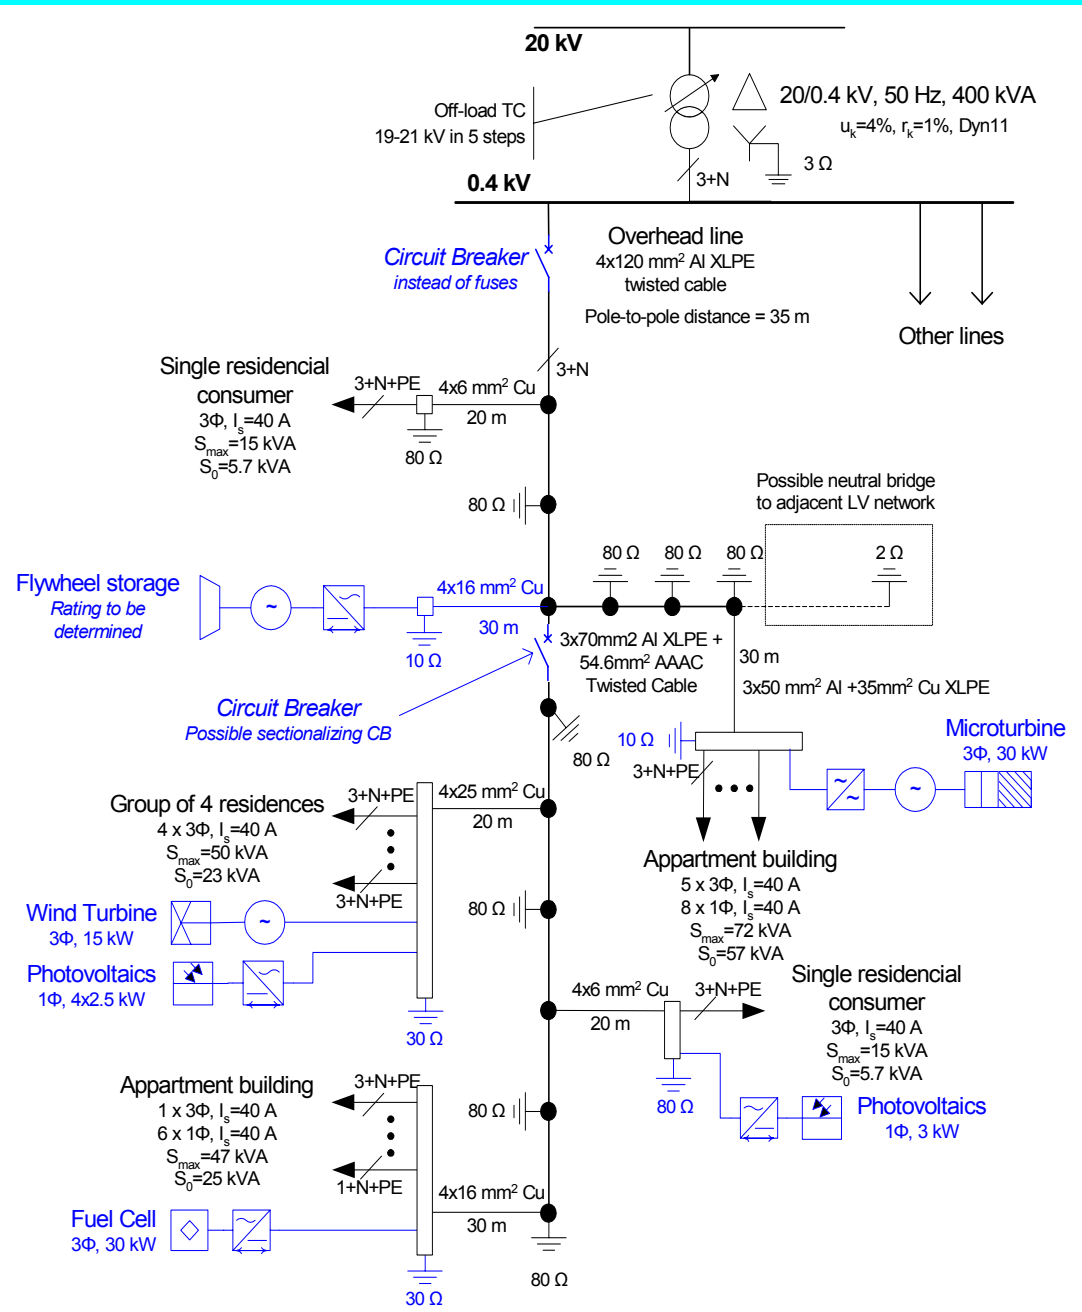 20 kV
Off-load TC
19-21 kV in 5 steps
20/0.4 kV, 50 Hz, 400 kVA
uk=4%, rk=1%, Dyn11
3 Ω
3+N
0.4 kV
Circuit Breaker
instead of fuses
Overhead line
4x120 mm² Al XLPE
twisted cable
Pole-to-pole distance = 35 m
Other lines
3+N
Single residencial
consumer
3Φ, Is=40 A
Smax=15 kVA
S0=5.7 kVA
3+N+PE
4x6 mm² Cu
20 m
80 Ω
80 Ω
Possible neutral bridge
to adjacent LV network
80 Ω
80 Ω
80 Ω
2 Ω
Flywheel storage
Rating to be
determined
4x16 mm² Cu
30 m
10 Ω
3x70mm2 Al XLPE +
54.6mm² AAAC
Twisted Cable
30 m
3x50 mm² Al +35mm² Cu XLPE
Circuit Breaker
Possible sectionalizing CB
80 Ω
10 Ω
3+N+PE
Microturbine
3Φ, 30 kW
Group of 4 residences
4 x 3Φ, Is=40 A
Smax=50 kVA
S0=23 kVA
3+N+PE
3+N+PE
4x25 mm² Cu
20 m
Appartment building
5 x 3Φ, Is=40 A
8 x 1Φ, Is=40 A
Smax=72 kVA
S0=57 kVA
Wind Turbine
3Φ, 15 kW
80 Ω
Photovoltaics
1Φ, 4x2.5 kW
30 Ω
4x6 mm² Cu
20 m
3+N+PE
Single residencial
consumer
3Φ, Is=40 A
Smax=15 kVA
S0=5.7 kVA
80 Ω
Photovoltaics
1Φ, 3 kW
Appartment building
1 x 3Φ, Is=40 A
6 x 1Φ, Is=40 A
Smax=47 kVA
S0=25 kVA
3+N+PE
1+N+PE
80 Ω
4x16 mm² Cu
30 m
Fuel Cell
3Φ, 30 kW
30 Ω
80 Ω